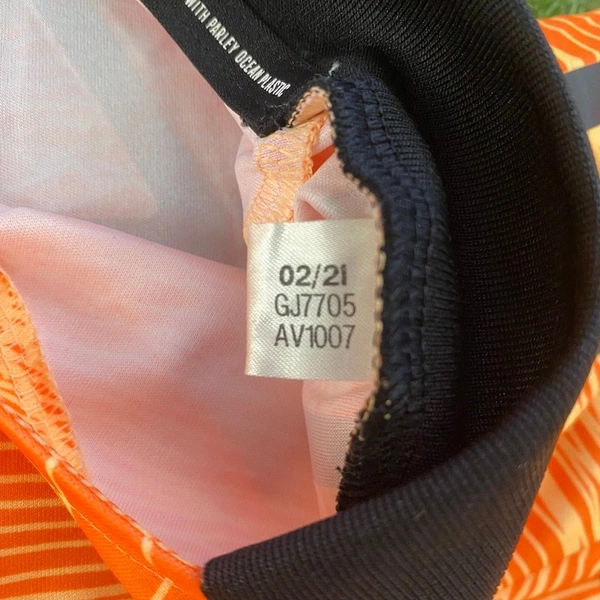 WITH PARLEY OCEAN PLASTIC
02/21
GJ7705
AV1007